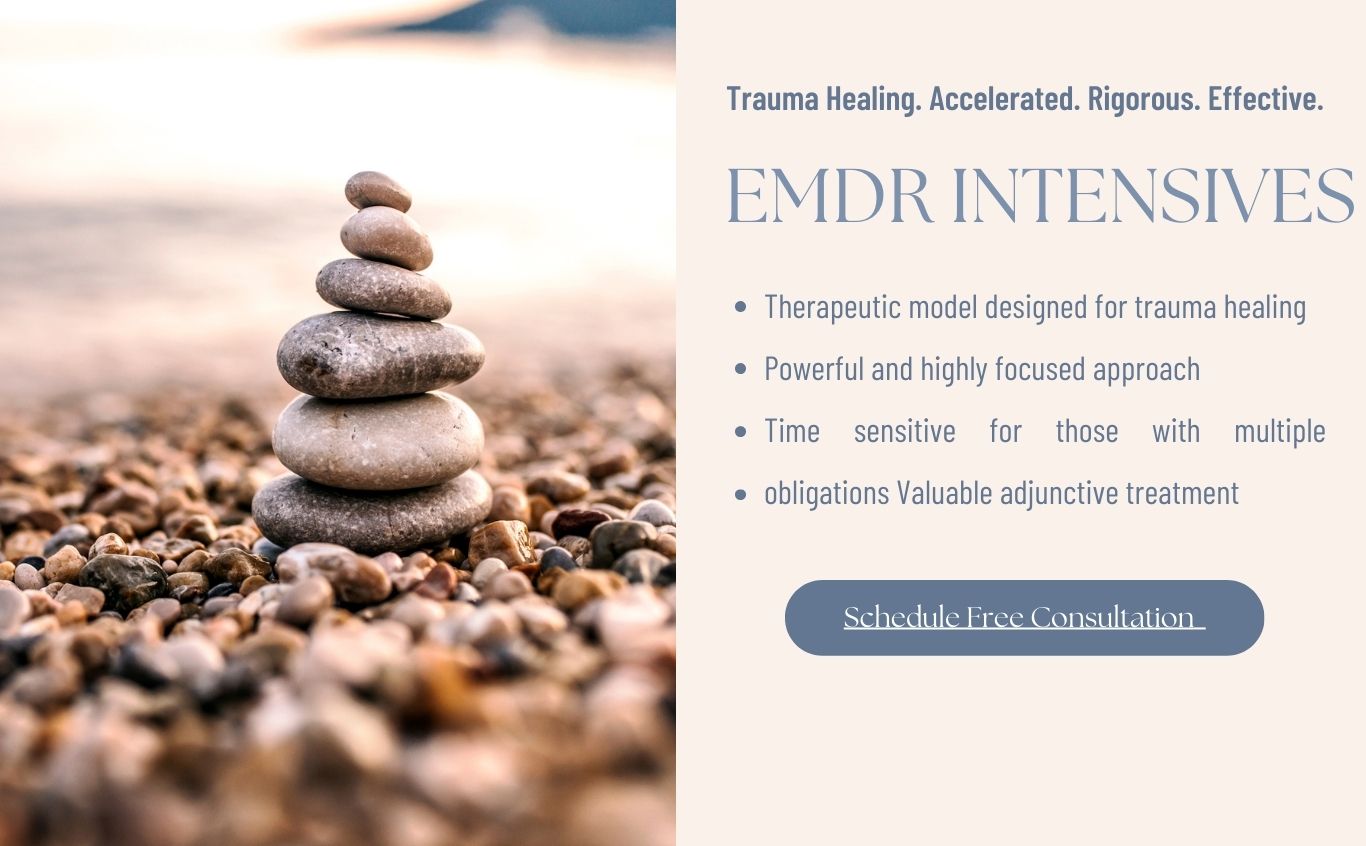 Trauma Healing. Accelerated. Rigorous. Effective.
EMDR INTENSIVES
• Therapeutic model designed for trauma healing
• Powerful and highly focused approach
• Time sensitive for those with multiple
• obligations Valuable adjunctive treatment
Schedule Free Consultation